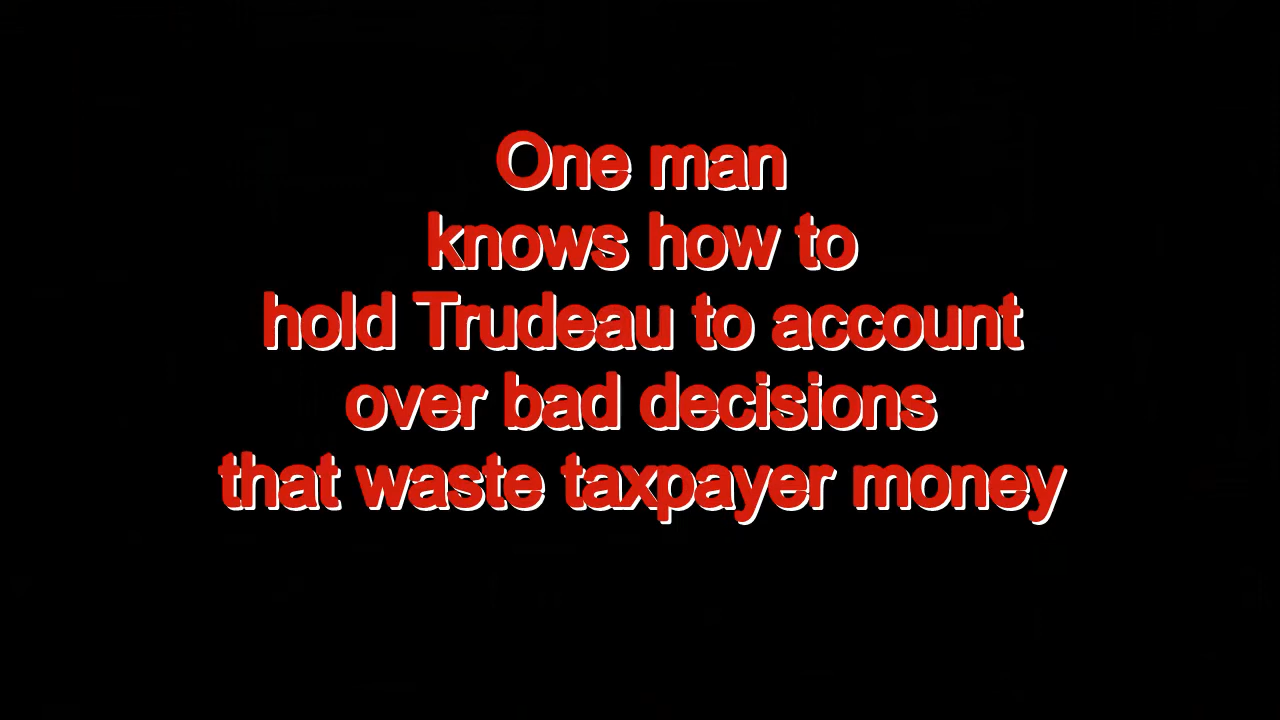 One man
knows how to
hold Trudeau to account
over bad decisions
that waste taxpayer money